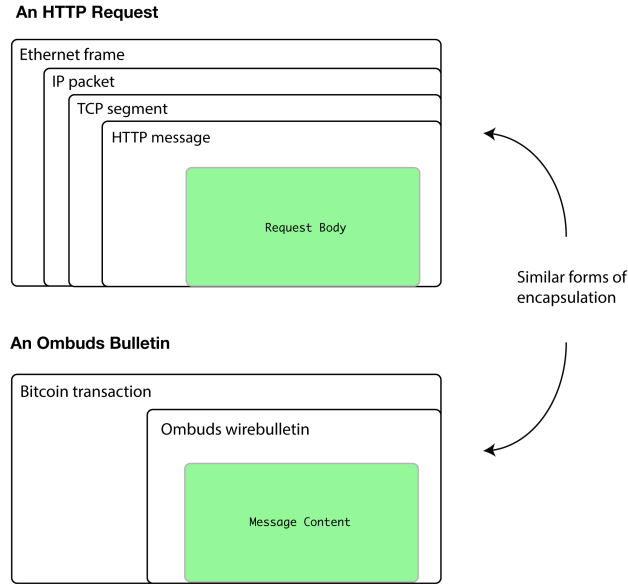 An HTTP Request
Ethernet frame
IP packet
TCP segment
HTTP message
Request Body
Similar forms of
encapsulation
An Ombuds Bulletin
Bitcoin transaction
Ombuds wirebulletin
Message Content